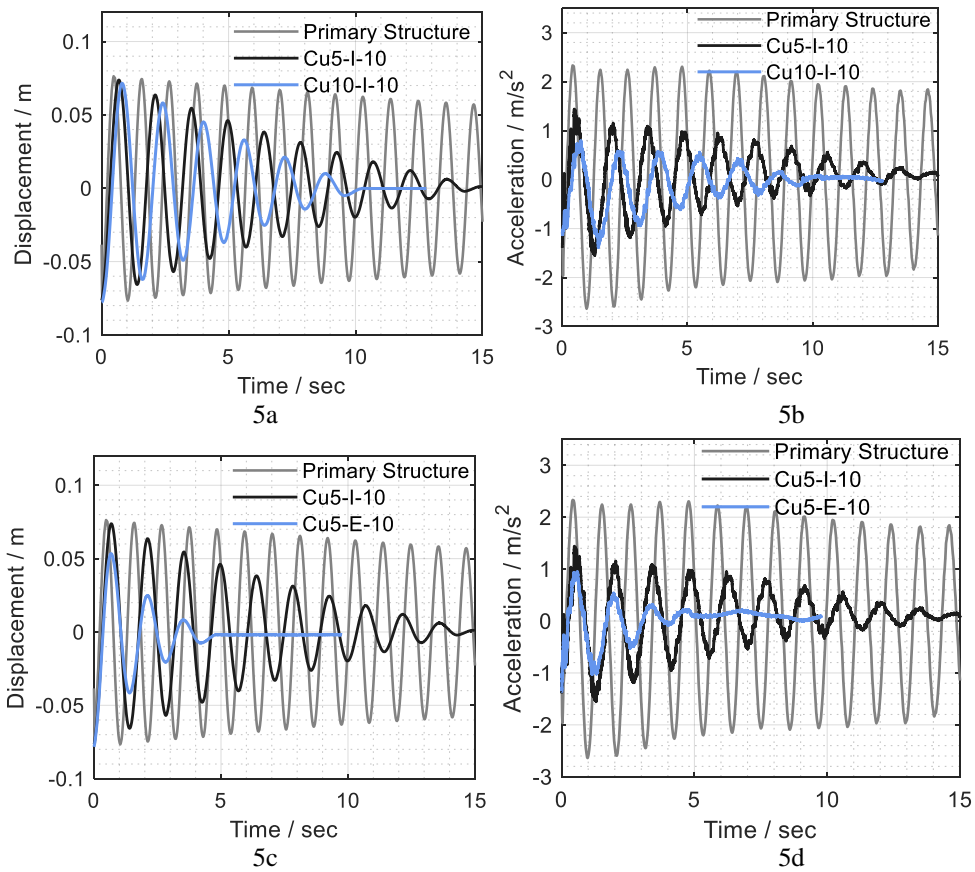 0.1
0.05
0
-0.05
-0.1
Displacement / m
Primary Structure
Cu5-I-10
Cu10-I-10
0 5 10 15
Time / sec
5a
3
2
1
0
-1
-2
-3
Acceleration / m/s²
Primary Structure
Cu5-I-10
Cu10-I-10
0 5 10 15
Time / sec
5b
0.1
0.05
0
-0.05
-0.1
Displacement / m
Primary Structure
Cu5-I-10
Cu5-E-10
0 5 10 15
Time / sec
5c
3
2
1
0
-1
-2
-3
Acceleration / m/s²
Primary Structure
Cu5-I-10
Cu5-E-10
0 5 10 15
Time / sec
5d